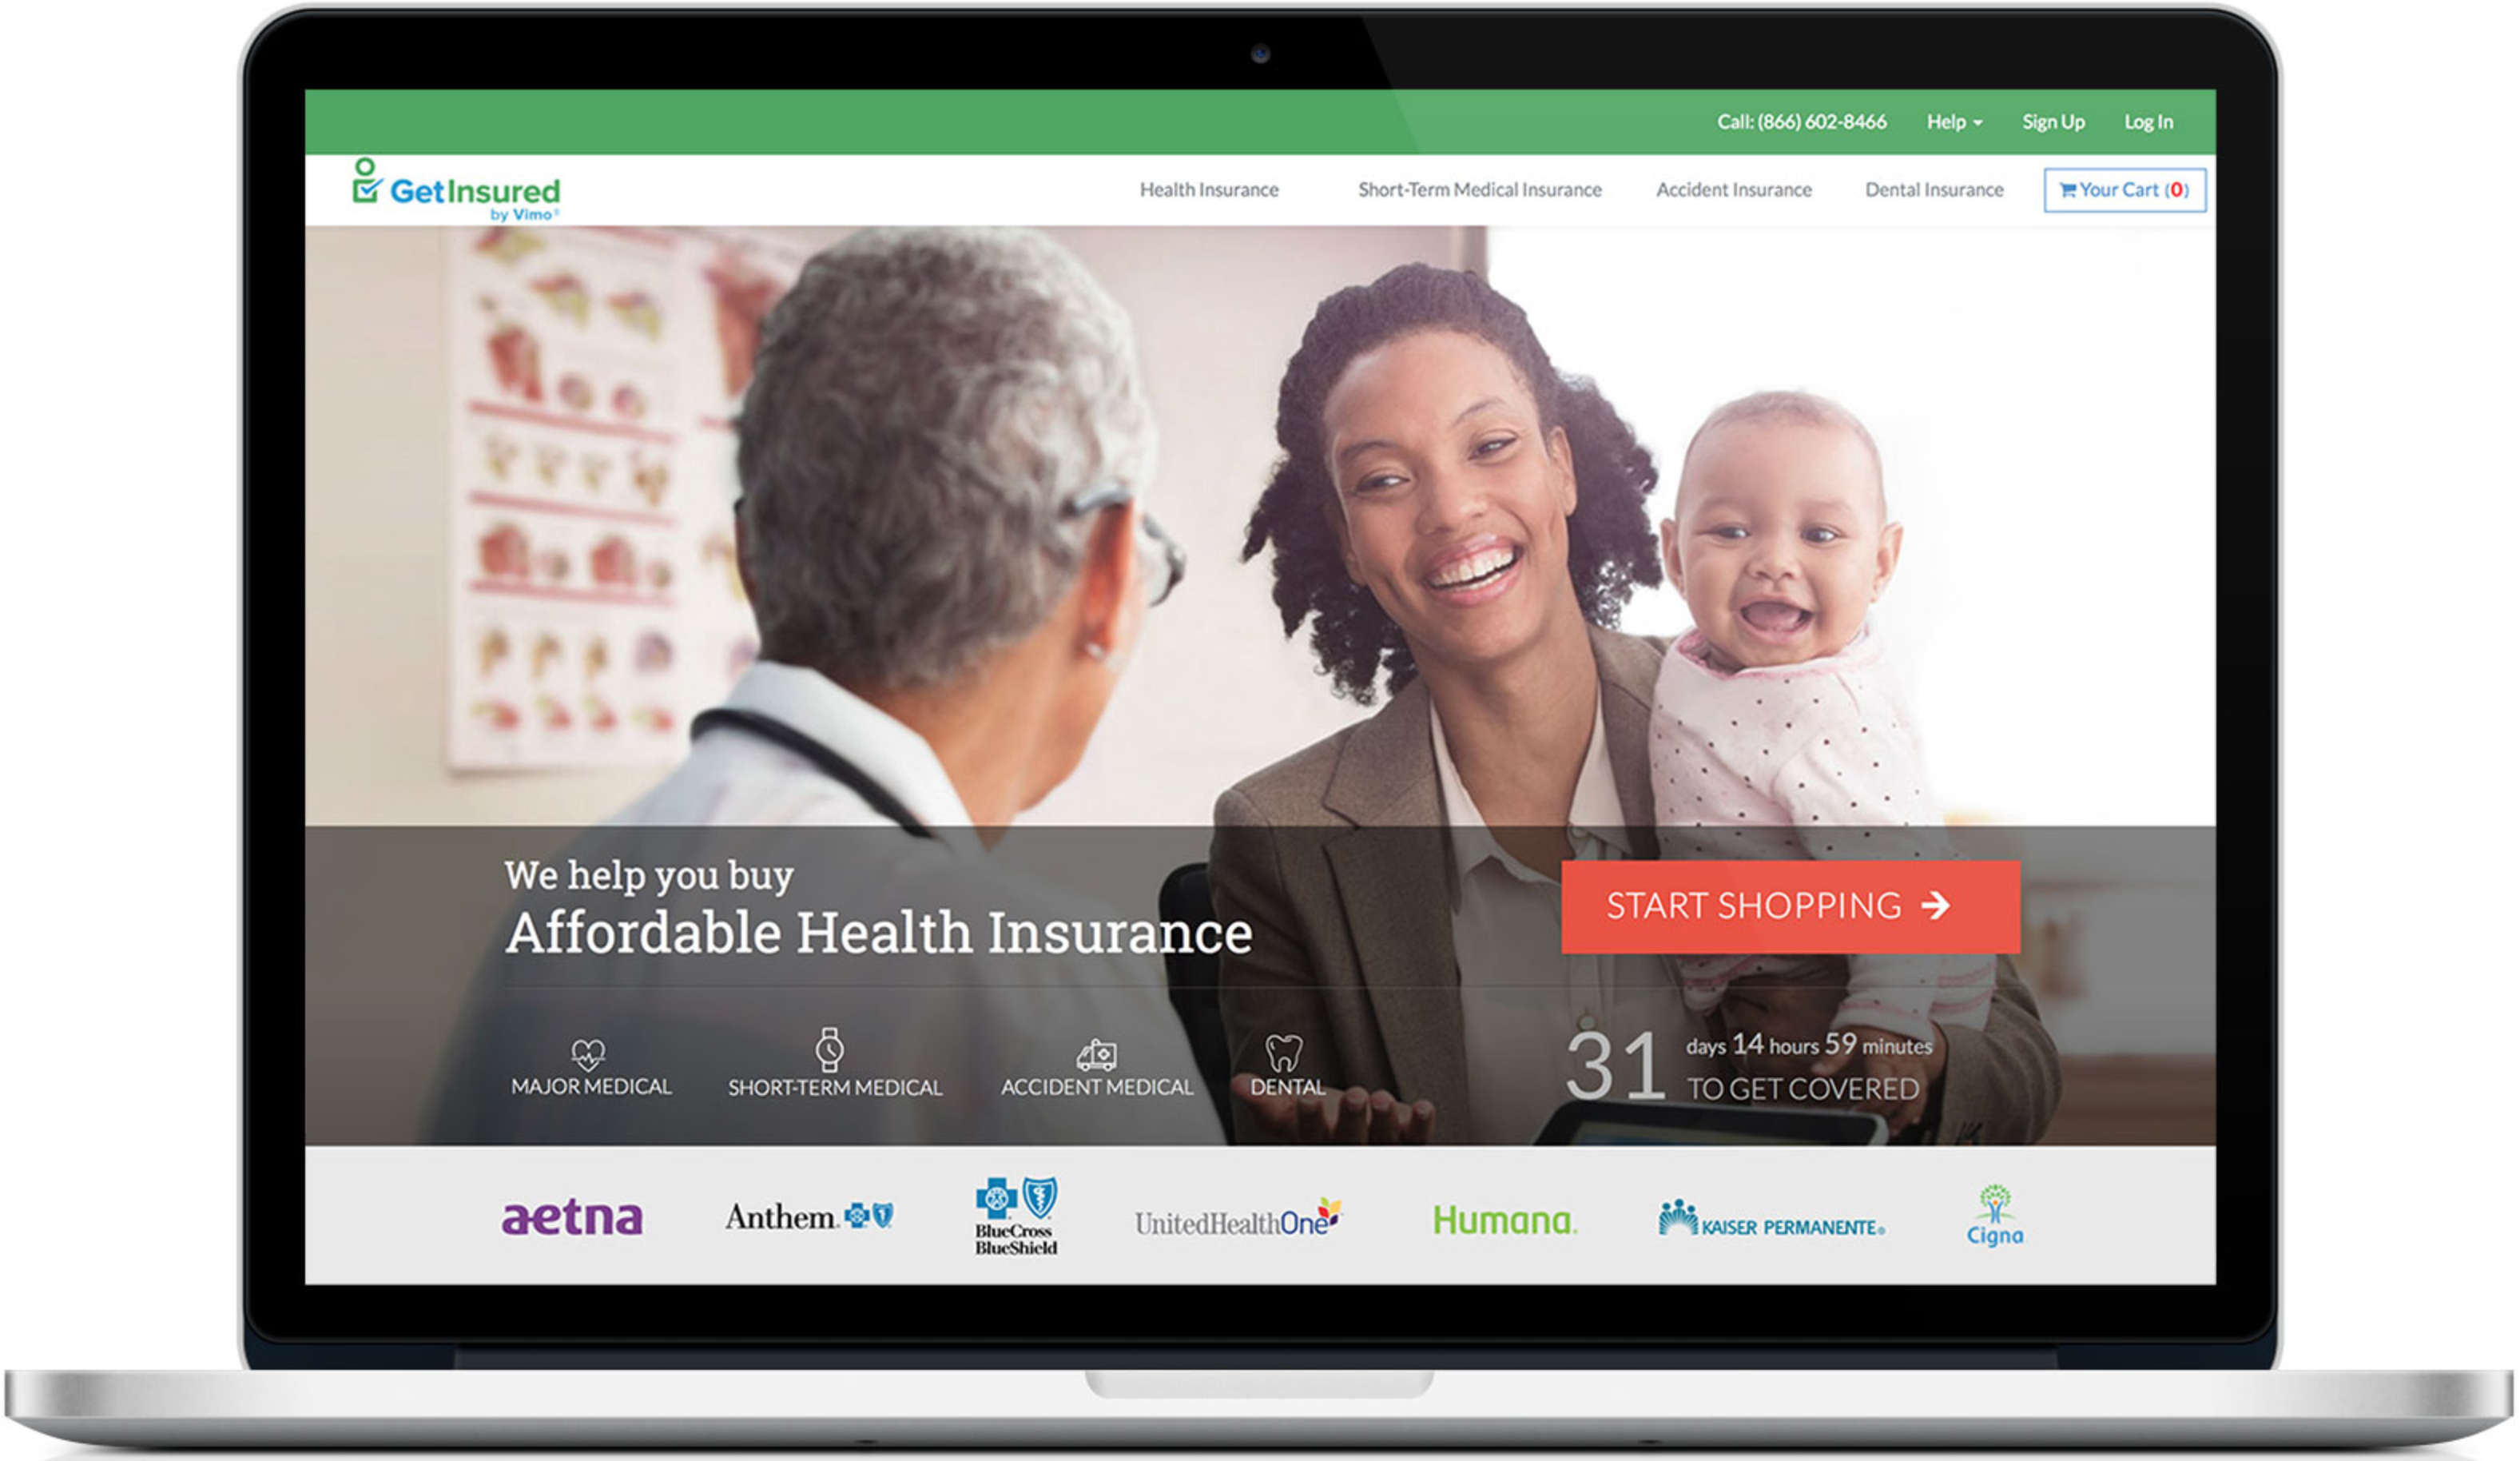 Call: (866) 602-8466 Help Sign Up Log In
GetInsured
by Vimo®
Health Insurance Short-Term Medical Insurance Accident Insurance Dental Insurance Your Cart (0)
We help you buy
Affordable Health Insurance
START SHOPPING
MAJOR MEDICAL SHORT-TERM MEDICAL ACCIDENT MEDICAL DENTAL
31 days 14 hours 59 minutes
TO GET COVERED
aetna
Anthem.
BlueCross
BlueShield
UnitedHealthOne
Humana.
KAISER PERMANENTE®
Cigna